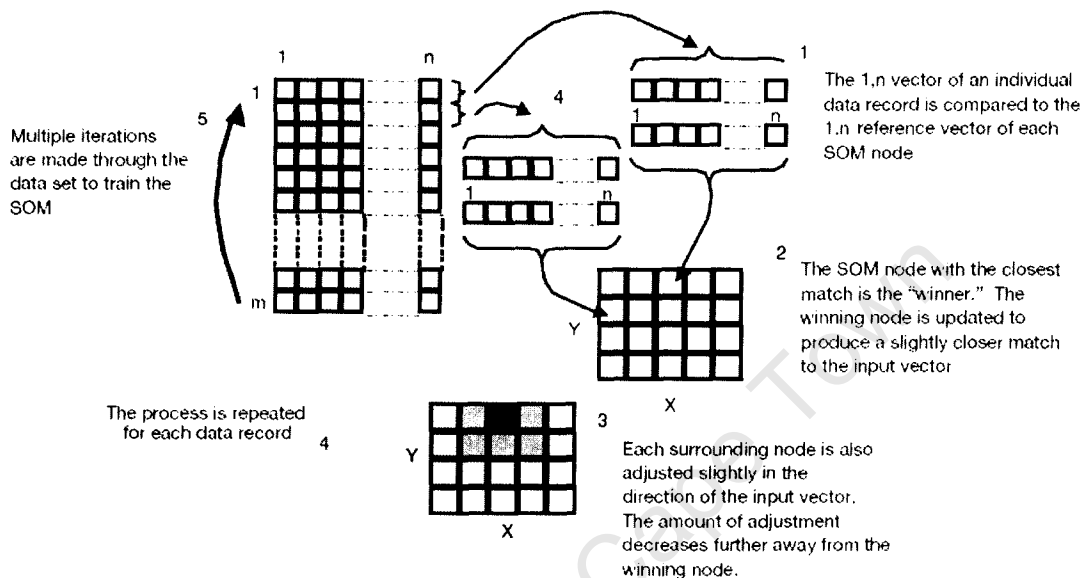 1 n
1
m
5
Multiple iterations
are made through the
data set to train the
SOM
4
1 n
1 n
1
The 1,n vector of an individual
data record is compared to the
1,n reference vector of each
SOM node
2
The SOM node with the closest
match is the “winner.” The
winning node is updated to
produce a slightly closer match
to the input vector
Y
X
3
Each surrounding node is also
adjusted slightly in the
direction of the input vector.
The amount of adjustment
decreases further away from the
winning node.
Y
X
The process is repeated
for each data record
4
Cape Town